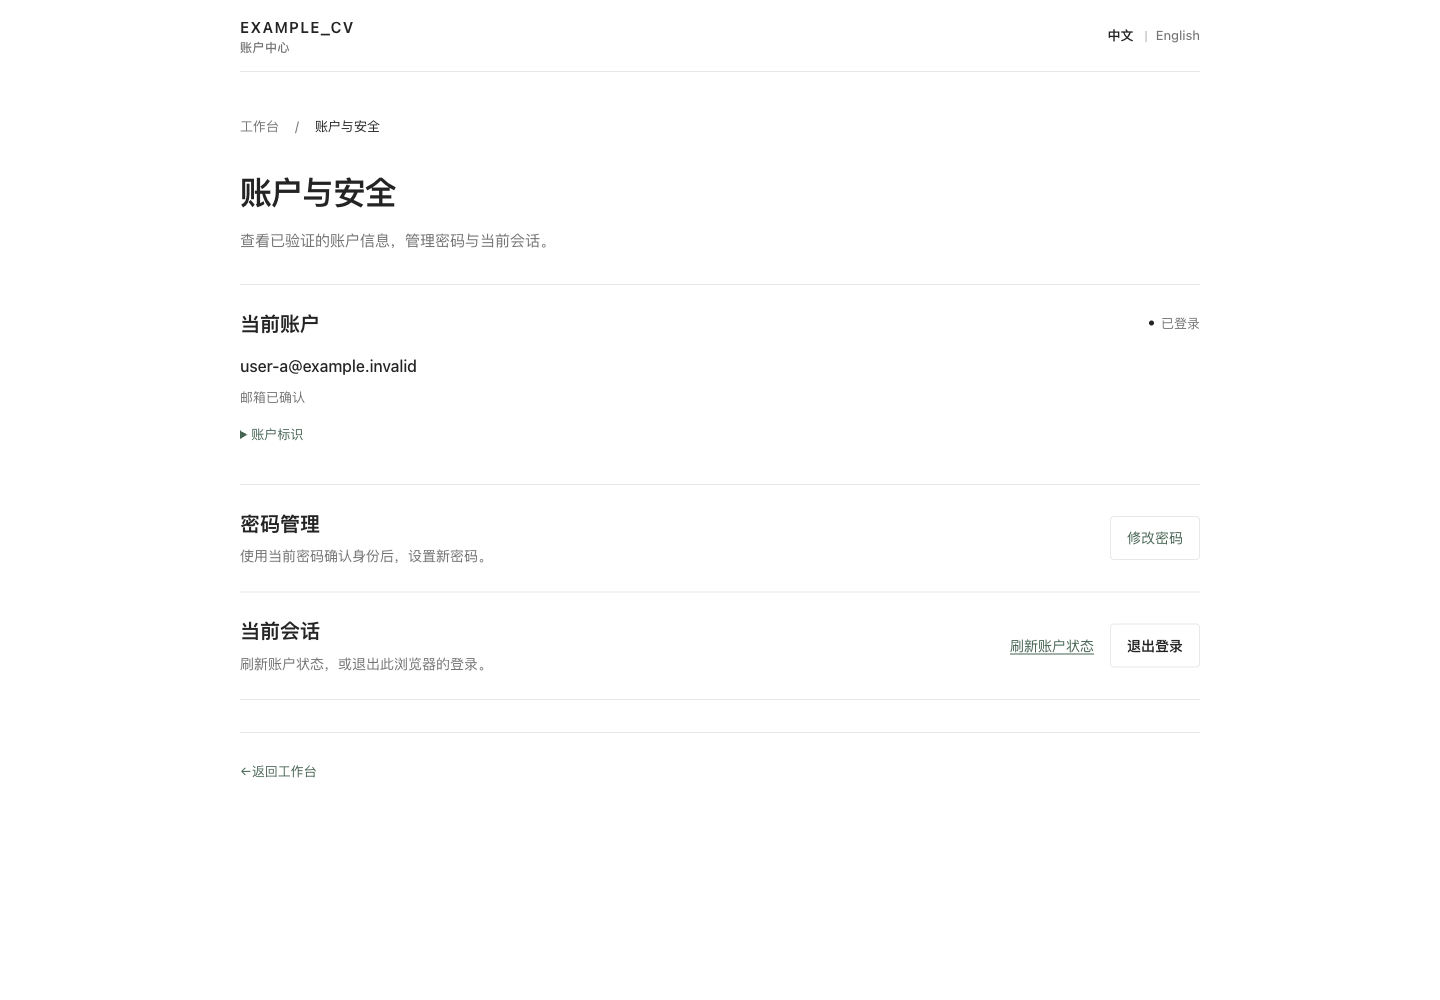 EXAMPLE_CV
账户中心
中文 | English
工作台 / 账户与安全
账户与安全
查看已验证的账户信息，管理密码与当前会话。
当前账户
已登录
user-a@example.invalid
邮箱已确认
账户标识
密码管理
使用当前密码确认身份后，设置新密码。
修改密码
当前会话
刷新账户状态，或退出此浏览器的登录。
刷新账户状态
退出登录
←返回工作台